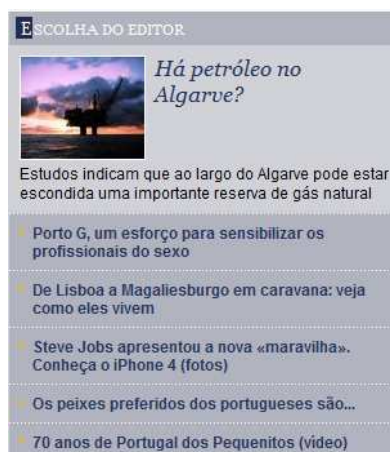 ESCOLHA DO EDITOR
Há petróleo no
Algarve?
Estudos indicam que ao largo do Algarve pode estar
escondida uma importante reserva de gás natural
Porto G, um esforço para sensibilizar os
profissionais do sexo
De Lisboa a Magaliesburgo em caravana: veja
como eles vivem
Steve Jobs apresentou a nova «maravilha».
Conheça o iPhone 4 (fotos)
Os peixes preferidos dos portugueses são...
70 anos de Portugal dos Pequenitos (vídeo)